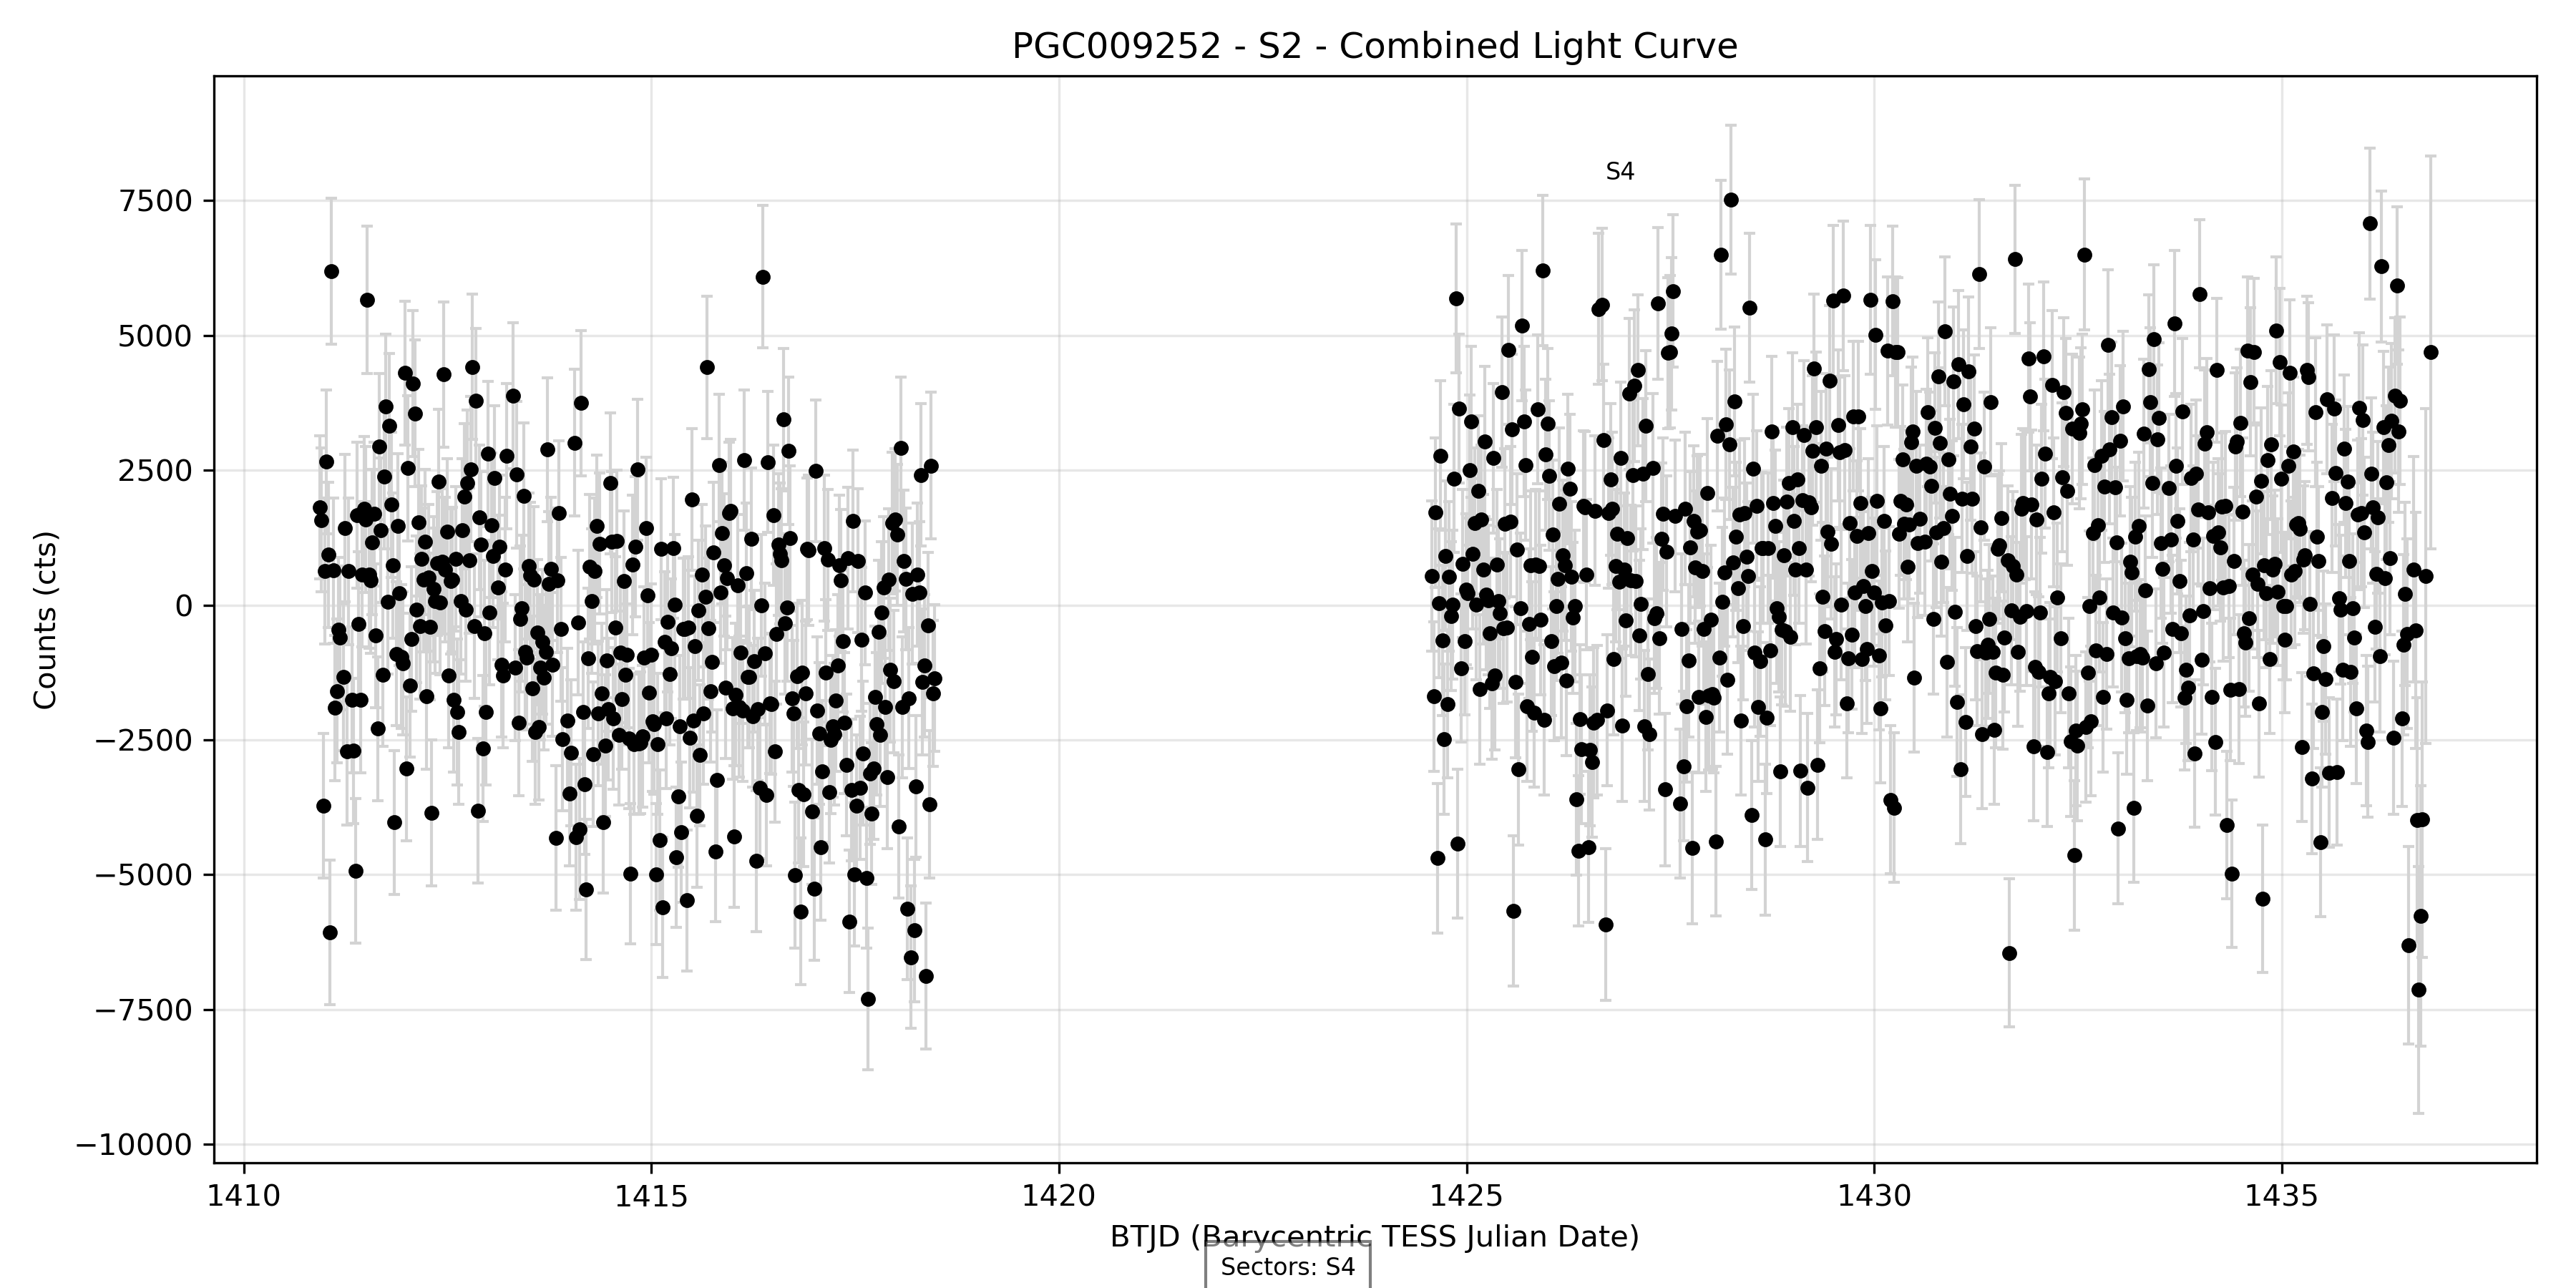 PGC009252 - S2 - Combined Light Curve
S4
7500
5000
2500
0
−2500
−5000
−7500
−10000
Counts (cts)
1410 1415 1420 1425 1430 1435
BTJD (Barycentric TESS Julian Date)
Sectors: S4